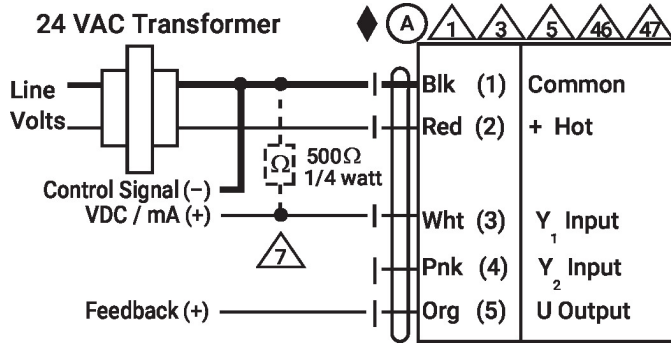 24 VAC Transformer
A 1 3 5 46 47
Line
Volts
Blk (1) Common
Red (2) + Hot
Ω 500Ω
1/4 watt
Control Signal (−)
VDC / mA (+)
Wht (3) Y1 Input
7
Pnk (4) Y2 Input
Feedback (+)
Org (5) U Output